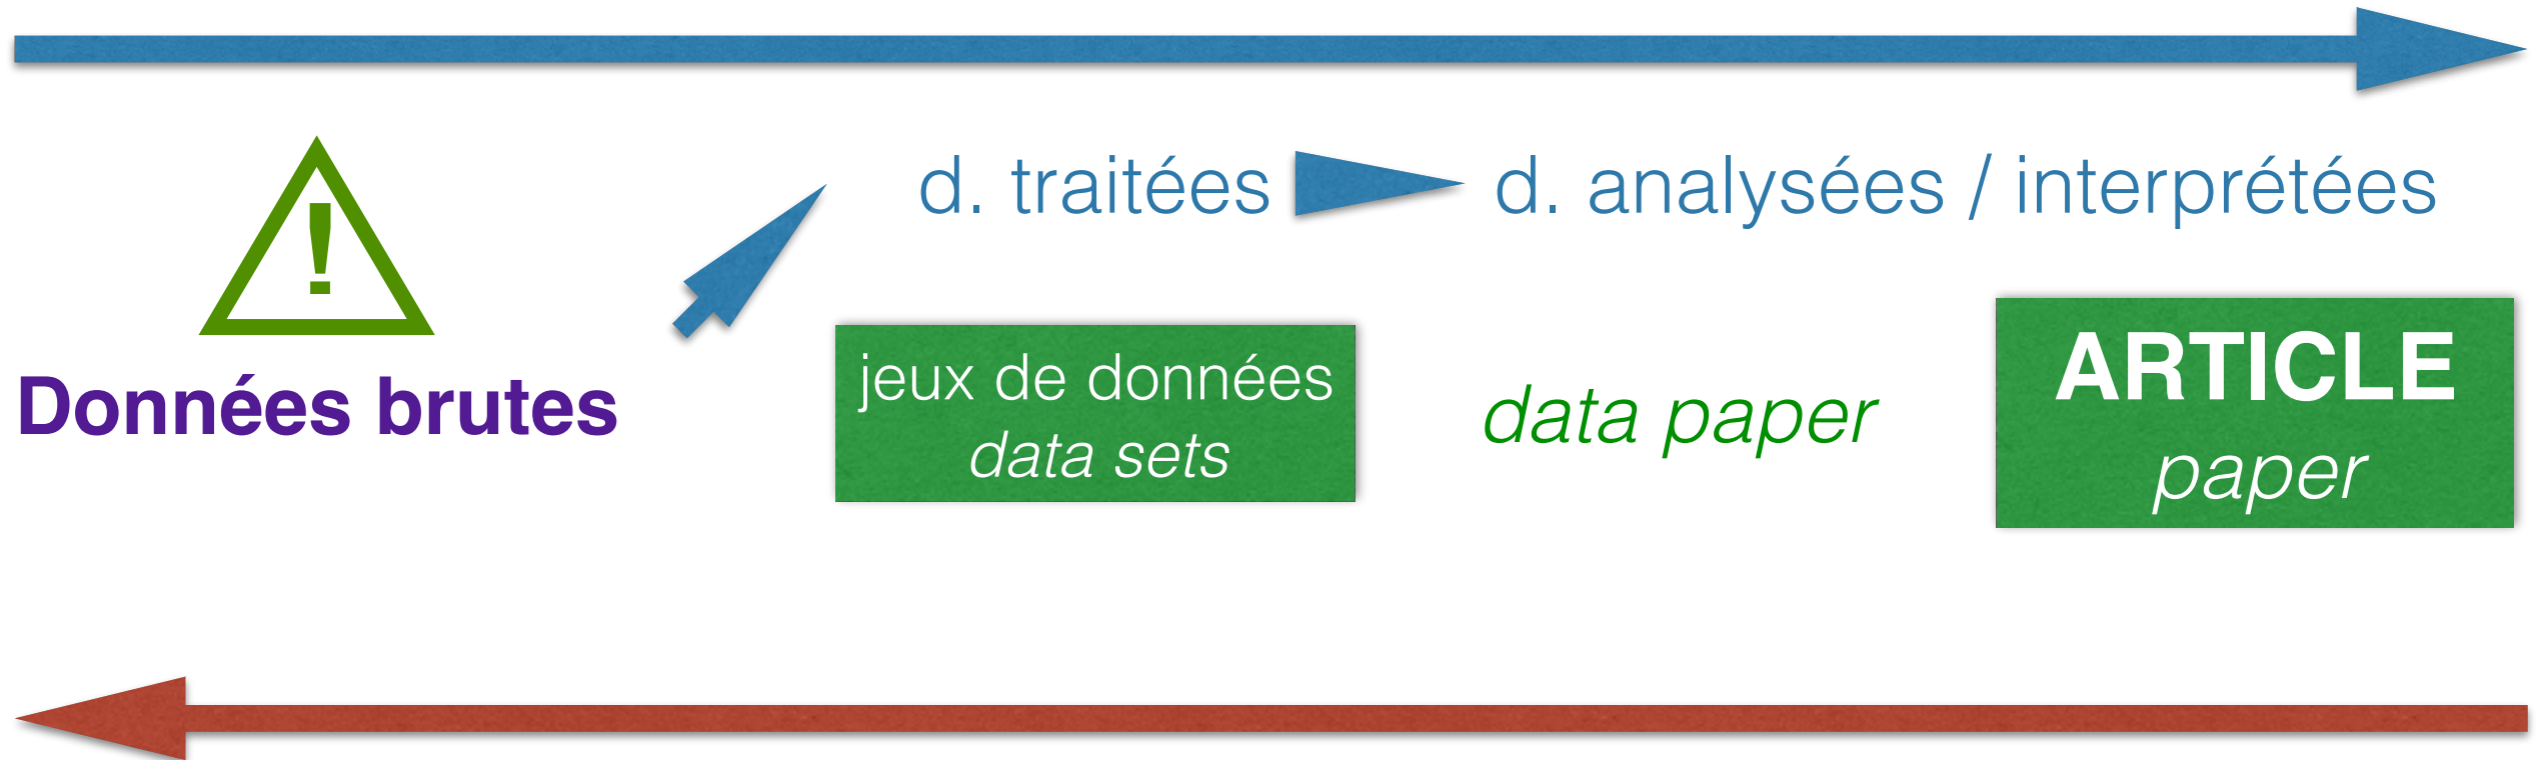 !
Données brutes
d. traitées
d. analysées / interprétées
jeux de données
data sets
data paper
ARTICLE
paper